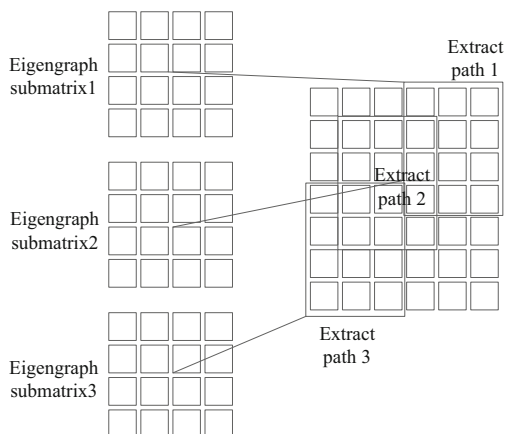 Eigengraph
submatrix1
Eigengraph
submatrix2
Eigengraph
submatrix3
Extract
path 1
Extract
path 2
Extract
path 3